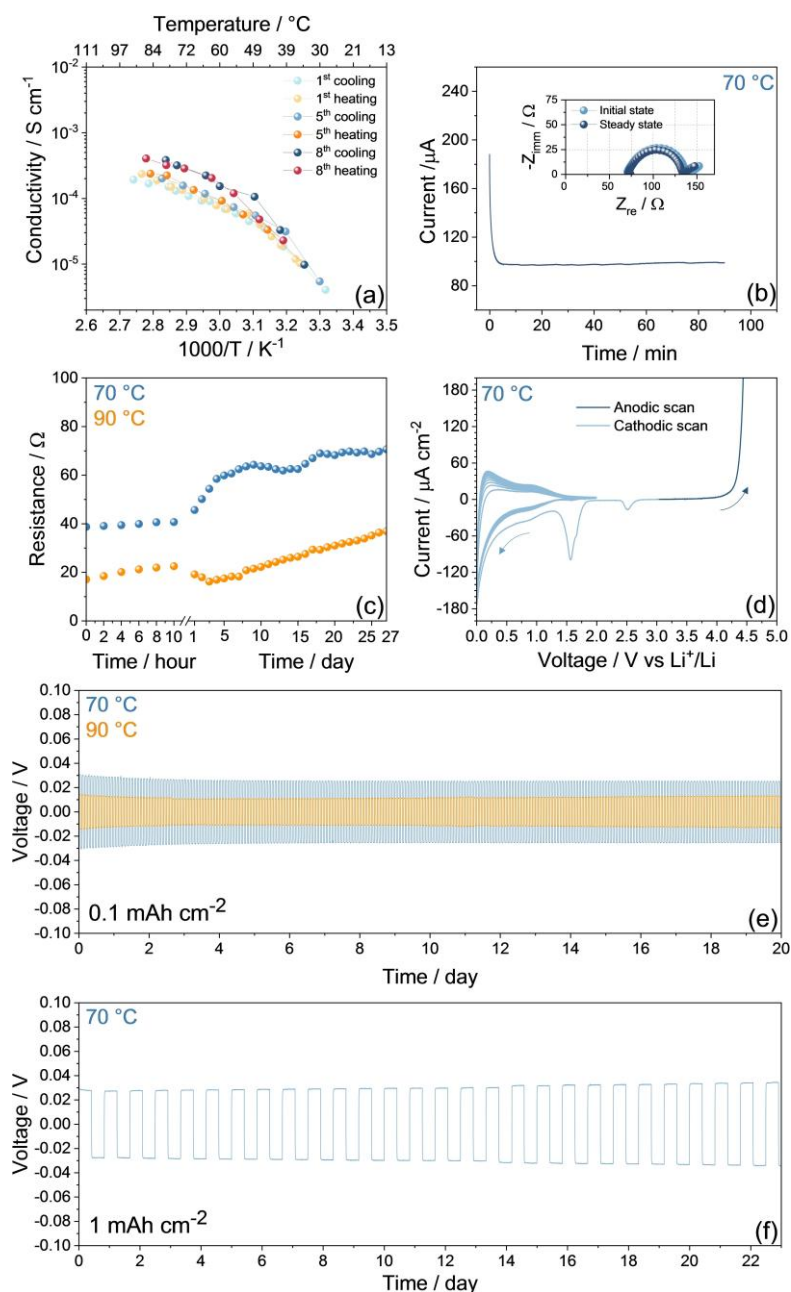 Temperature / °C
111 97 84 72 60 49 39 30 21 13
10⁻² 10⁻³ 10⁻⁴ 10⁻⁵
Conductivity / S cm⁻¹
1ˢᵗ cooling
1ˢᵗ heating
5ᵗʰ cooling
5ᵗʰ heating
8ᵗʰ cooling
8ᵗʰ heating
(a)
2.6 2.7 2.8 2.9 3.0 3.1 3.2 3.3 3.4 3.5
1000/T / K⁻¹
70 °C
260 220 180 140 100 60
Current /µA
-Zimm / Ω
75 50 25 0
Initial state
Steady state
0 50 100 150
Zre / Ω
(b)
0 20 40 60 80 100
Time / min
70 °C
90 °C
100 80 60 40 20 0
Resistance / Ω
(c)
0 2 4 6 8 10 1 5 10 15 20 25 27
Time / hour Time / day
70 °C
180 120 60 0 -60 -120 -180
Current / µA cm⁻²
Anodic scan
Cathodic scan
(d)
0.0 0.5 1.0 1.5 2.0 2.5 3.0 3.5 4.0 4.5 5.0
Voltage / V vs Li⁺/Li
70 °C
90 °C
0.10 0.08 0.06 0.04 0.02 0.00 -0.02 -0.04 -0.06 -0.08 -0.10
Voltage / V
0.1 mAh cm⁻²
(e)
0 2 4 6 8 10 12 14 16 18 20
Time / day
70 °C
0.10 0.08 0.06 0.04 0.02 0.00 -0.02 -0.04 -0.06 -0.08 -0.10
Voltage / V
1 mAh cm⁻²
(f)
0 2 4 6 8 10 12 14 16 18 20 22
Time / day